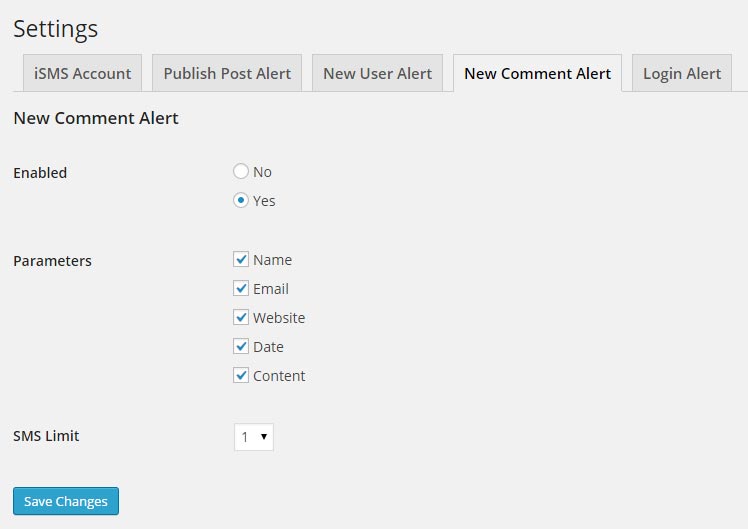 Settings
iSMS Account Publish Post Alert New User Alert New Comment Alert Login Alert
New Comment Alert
Enabled No
Yes
Parameters Name
Email
Website
Date
Content
SMS Limit 1
Save Changes